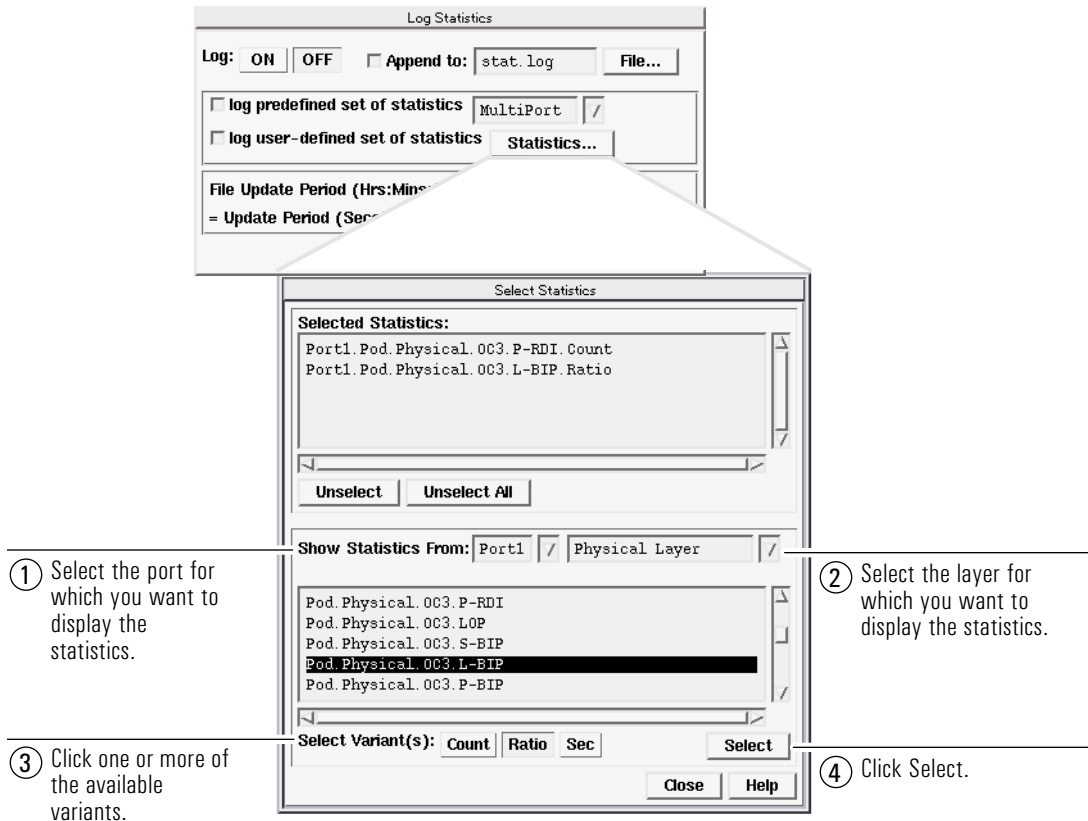 Log Statistics
Log: ON OFF Append to: stat.log File...
log predefined set of statistics MultiPort
log user-defined set of statistics Statistics...
File Update Period (Hrs:Mins:
= Update Period (Sec
Select Statistics
Selected Statistics:
Port1.Pod.Physical.OC3.P-RDI.Count
Port1.Pod.Physical.OC3.L-BIP.Ratio
Unselect Unselect All
Show Statistics From: Port1 Physical Layer
1 Select the port for
which you want to
display the
statistics.
2 Select the layer for
which you want to
display the statistics.
Pod.Physical.OC3.P-RDI
Pod.Physical.OC3.LOP
Pod.Physical.OC3.S-BIP
Pod.Physical.OC3.L-BIP
Pod.Physical.OC3.P-BIP
Select Variant(s): Count Ratio Sec Select
3 Click one or more of
the available
variants.
4 Click Select.
Close Help